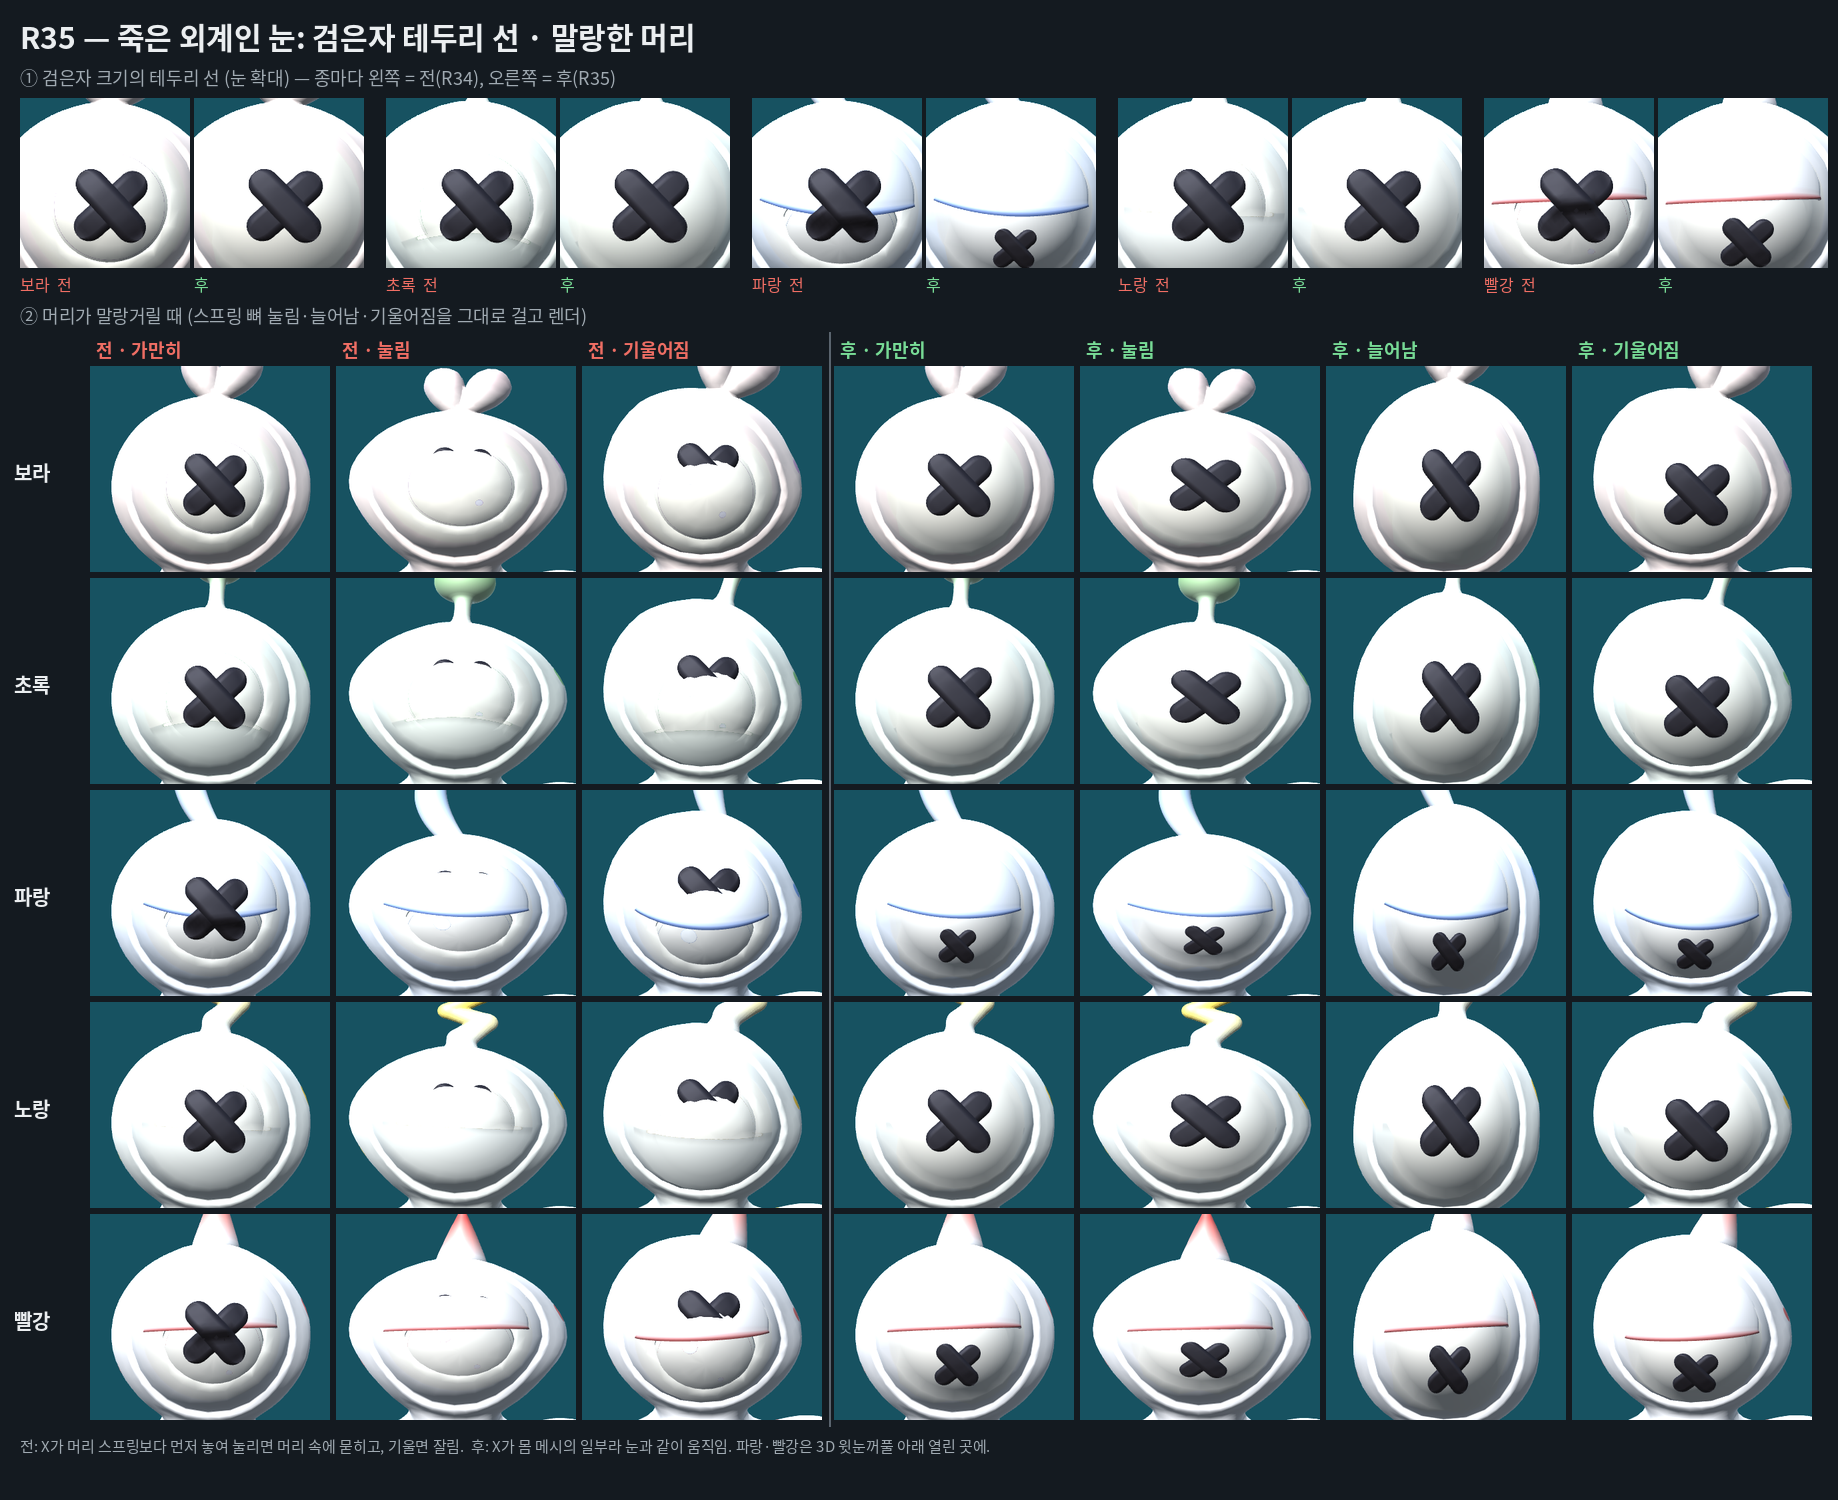 R35 — 죽은 외계인 눈: 검은자 테두리 선 · 말랑한 머리
① 검은자 크기의 테두리 선 (눈 확대) — 종마다 왼쪽 = 전(R34), 오른쪽 = 후(R35)
보라 전 후 초록 전 후 파랑 전 후 노랑 전 후 빨강 전 후
② 머리가 말랑거릴 때 (스프링 뼈 눌림·늘어남·기울어짐을 그대로 걸고 렌더)
전 · 가만히 전 · 눌림 전 · 기울어짐 후 · 가만히 후 · 눌림 후 · 늘어남 후 · 기울어짐
보라
초록
파랑
노랑
빨강
전: X가 머리 스프링보다 먼저 놓여 눌리면 머리 속에 묻히고, 기울면 잘림. 후: X가 몸 메시의 일부라 눈과 같이 움직임. 파랑·빨강은 3D 윗눈꺼풀 아래 열린 곳에.